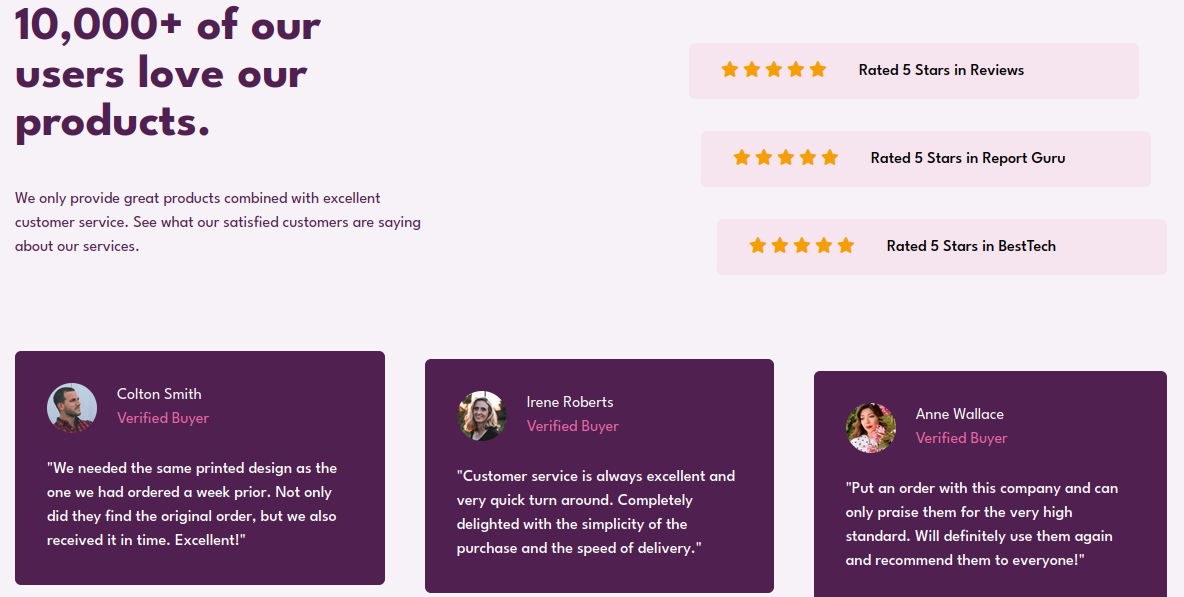 10,000+ of our
users love our
products.
We only provide great products combined with excellent
customer service. See what our satisfied customers are saying
about our services.
Rated 5 Stars in Reviews
Rated 5 Stars in Report Guru
Rated 5 Stars in BestTech
Colton Smith
Verified Buyer
"We needed the same printed design as the
one we had ordered a week prior. Not only
did they find the original order, but we also
received it in time. Excellent!"
Irene Roberts
Verified Buyer
"Customer service is always excellent and
very quick turn around. Completely
delighted with the simplicity of the
purchase and the speed of delivery."
Anne Wallace
Verified Buyer
"Put an order with this company and can
only praise them for the very high
standard. Will definitely use them again
and recommend them to everyone!"